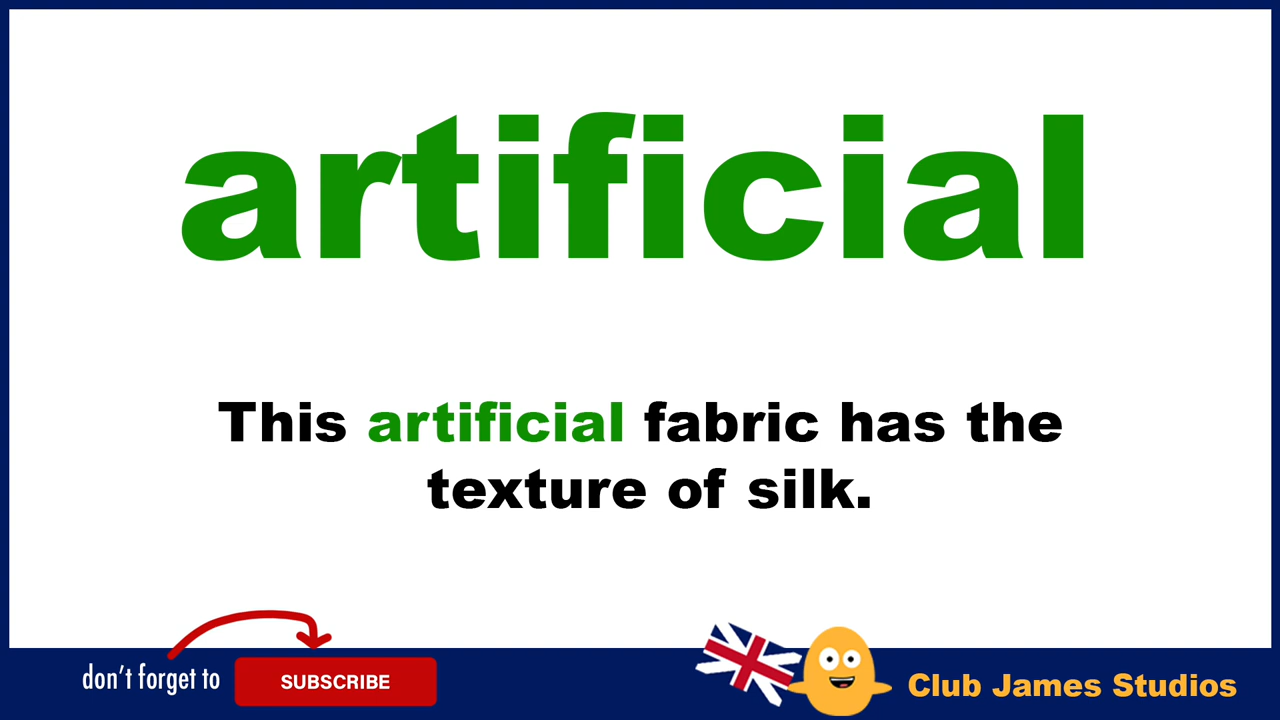 artificial
This artificial fabric has the
texture of silk.
don't forget to
SUBSCRIBE
Club James Studios